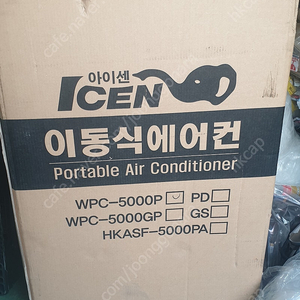 아이센
ICEN
이동식에어컨
Portable Air Conditioner
WPC-5000P PD
WPC-5000GP GS
HKASF-5000PA